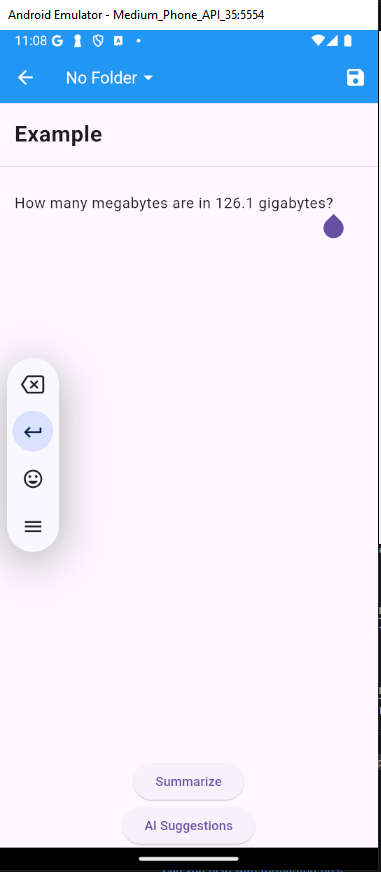 Android Emulator - Medium_Phone_API_35:5554
11:08
No Folder
Example
How many megabytes are in 126.1 gigabytes?
Summarize
AI Suggestions